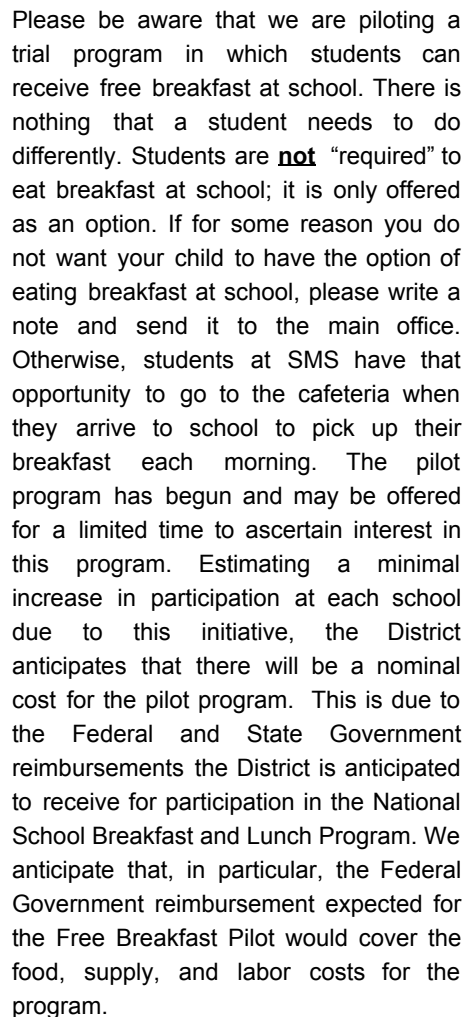 Please be aware that we are piloting a
trial program in which students can
receive free breakfast at school. There is
nothing that a student needs to do
differently. Students are not “required” to
eat breakfast at school; it is only offered
as an option. If for some reason you do
not want your child to have the option of
eating breakfast at school, please write a
note and send it to the main office.
Otherwise, students at SMS have that
opportunity to go to the cafeteria when
they arrive to school to pick up their
breakfast each morning. The pilot
program has begun and may be offered
for a limited time to ascertain interest in
this program. Estimating a minimal
increase in participation at each school
due to this initiative, the District
anticipates that there will be a nominal
cost for the pilot program. This is due to
the Federal and State Government
reimbursements the District is anticipated
to receive for participation in the National
School Breakfast and Lunch Program. We
anticipate that, in particular, the Federal
Government reimbursement expected for
the Free Breakfast Pilot would cover the
food, supply, and labor costs for the
program.